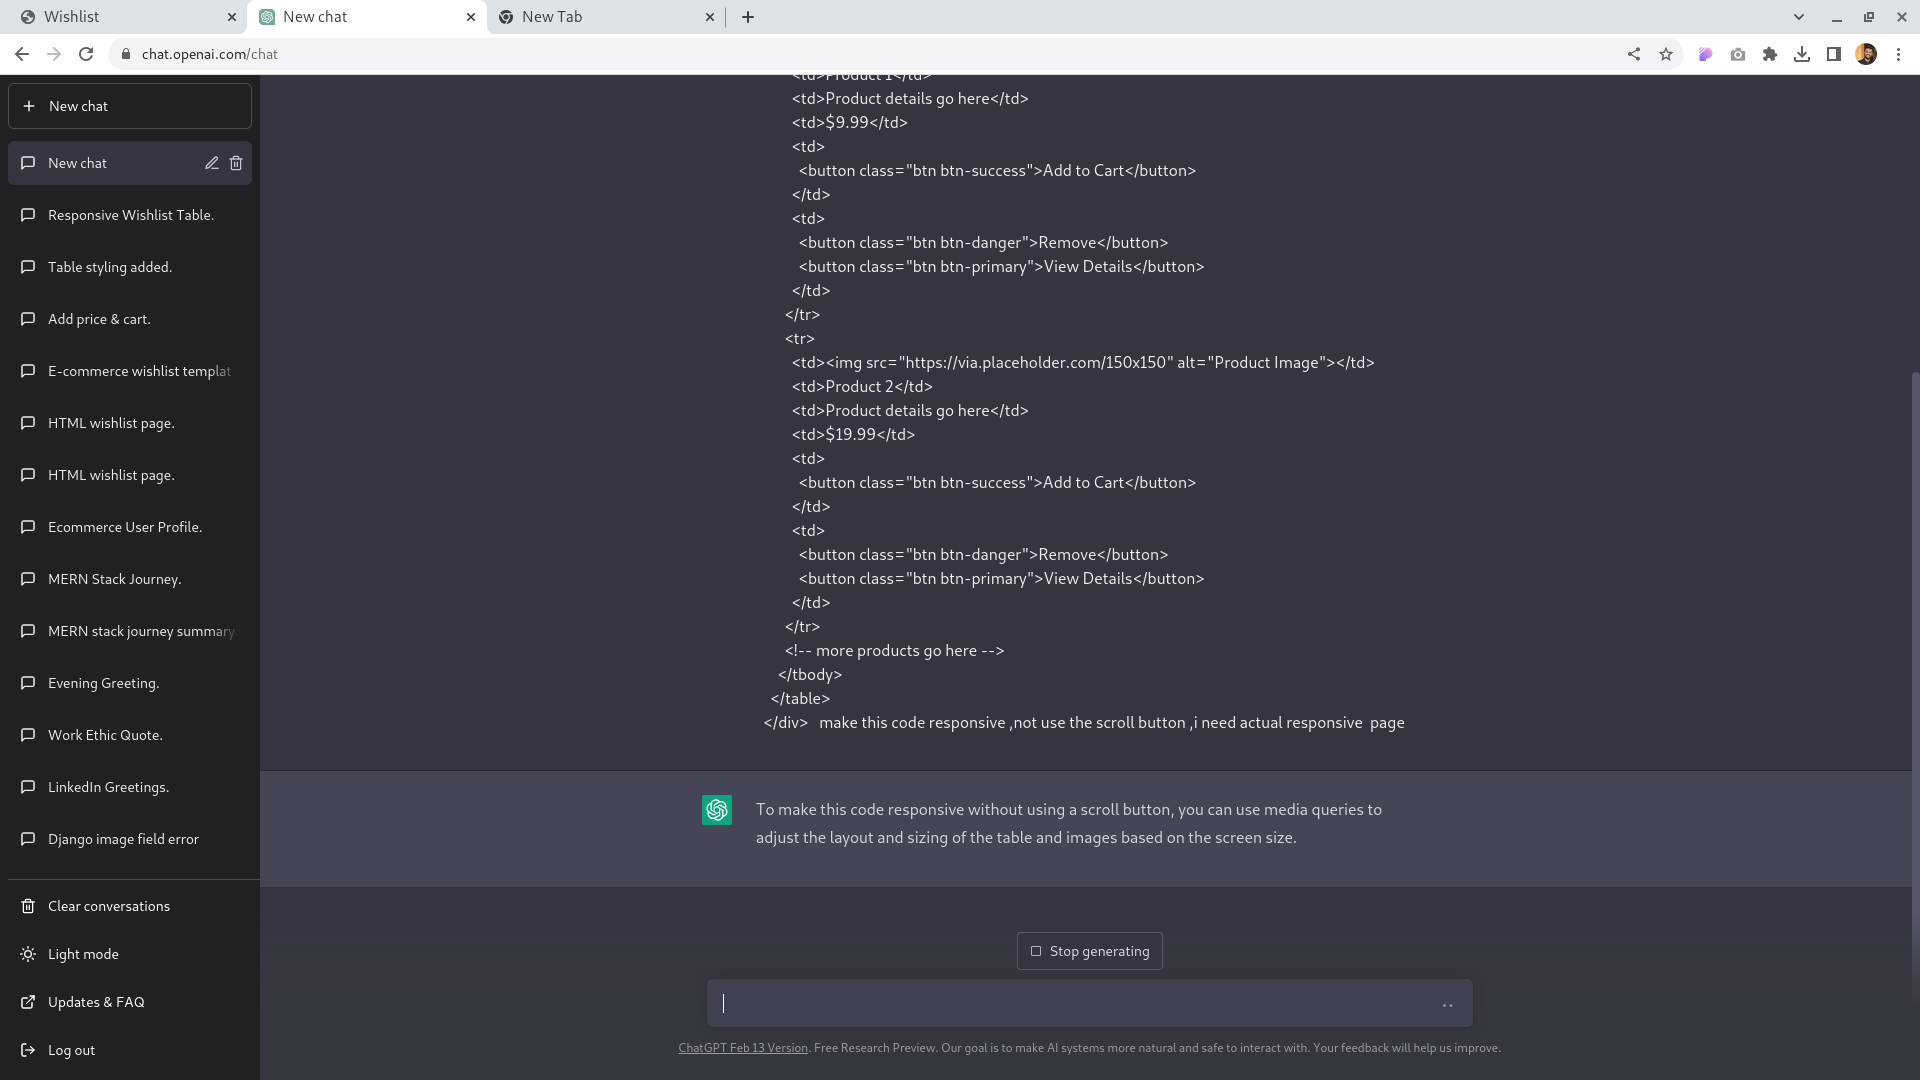 Wishlist
New chat
New Tab
chat.openai.com/chat
New chat
New chat
Responsive Wishlist Table.
Table styling added.
Add price & cart.
E-commerce wishlist templat
HTML wishlist page.
HTML wishlist page.
Ecommerce User Profile.
MERN Stack Journey.
MERN stack journey summary.
Evening Greeting.
Work Ethic Quote.
LinkedIn Greetings.
Django image field error
Clear conversations
Light mode
Updates & FAQ
Log out
<td>Product 1</td>
<td>Product details go here</td>
<td>$9.99</td>
<td>
<button class="btn btn-success">Add to Cart</button>
</td>
<td>
<button class="btn btn-danger">Remove</button>
<button class="btn btn-primary">View Details</button>
</td>
</tr>
<tr>
<td><img src="https://via.placeholder.com/150x150" alt="Product Image"></td>
<td>Product 2</td>
<td>Product details go here</td>
<td>$19.99</td>
<td>
<button class="btn btn-success">Add to Cart</button>
</td>
<td>
<button class="btn btn-danger">Remove</button>
<button class="btn btn-primary">View Details</button>
</td>
</tr>
<!-- more products go here -->
</tbody>
</table>
</div>   make this code responsive ,not use the scroll button ,i need actual responsive  page
To make this code responsive without using a scroll button, you can use media queries to
adjust the layout and sizing of the table and images based on the screen size.
Stop generating
ChatGPT Feb 13 Version. Free Research Preview. Our goal is to make AI systems more natural and safe to interact with. Your feedback will help us improve.